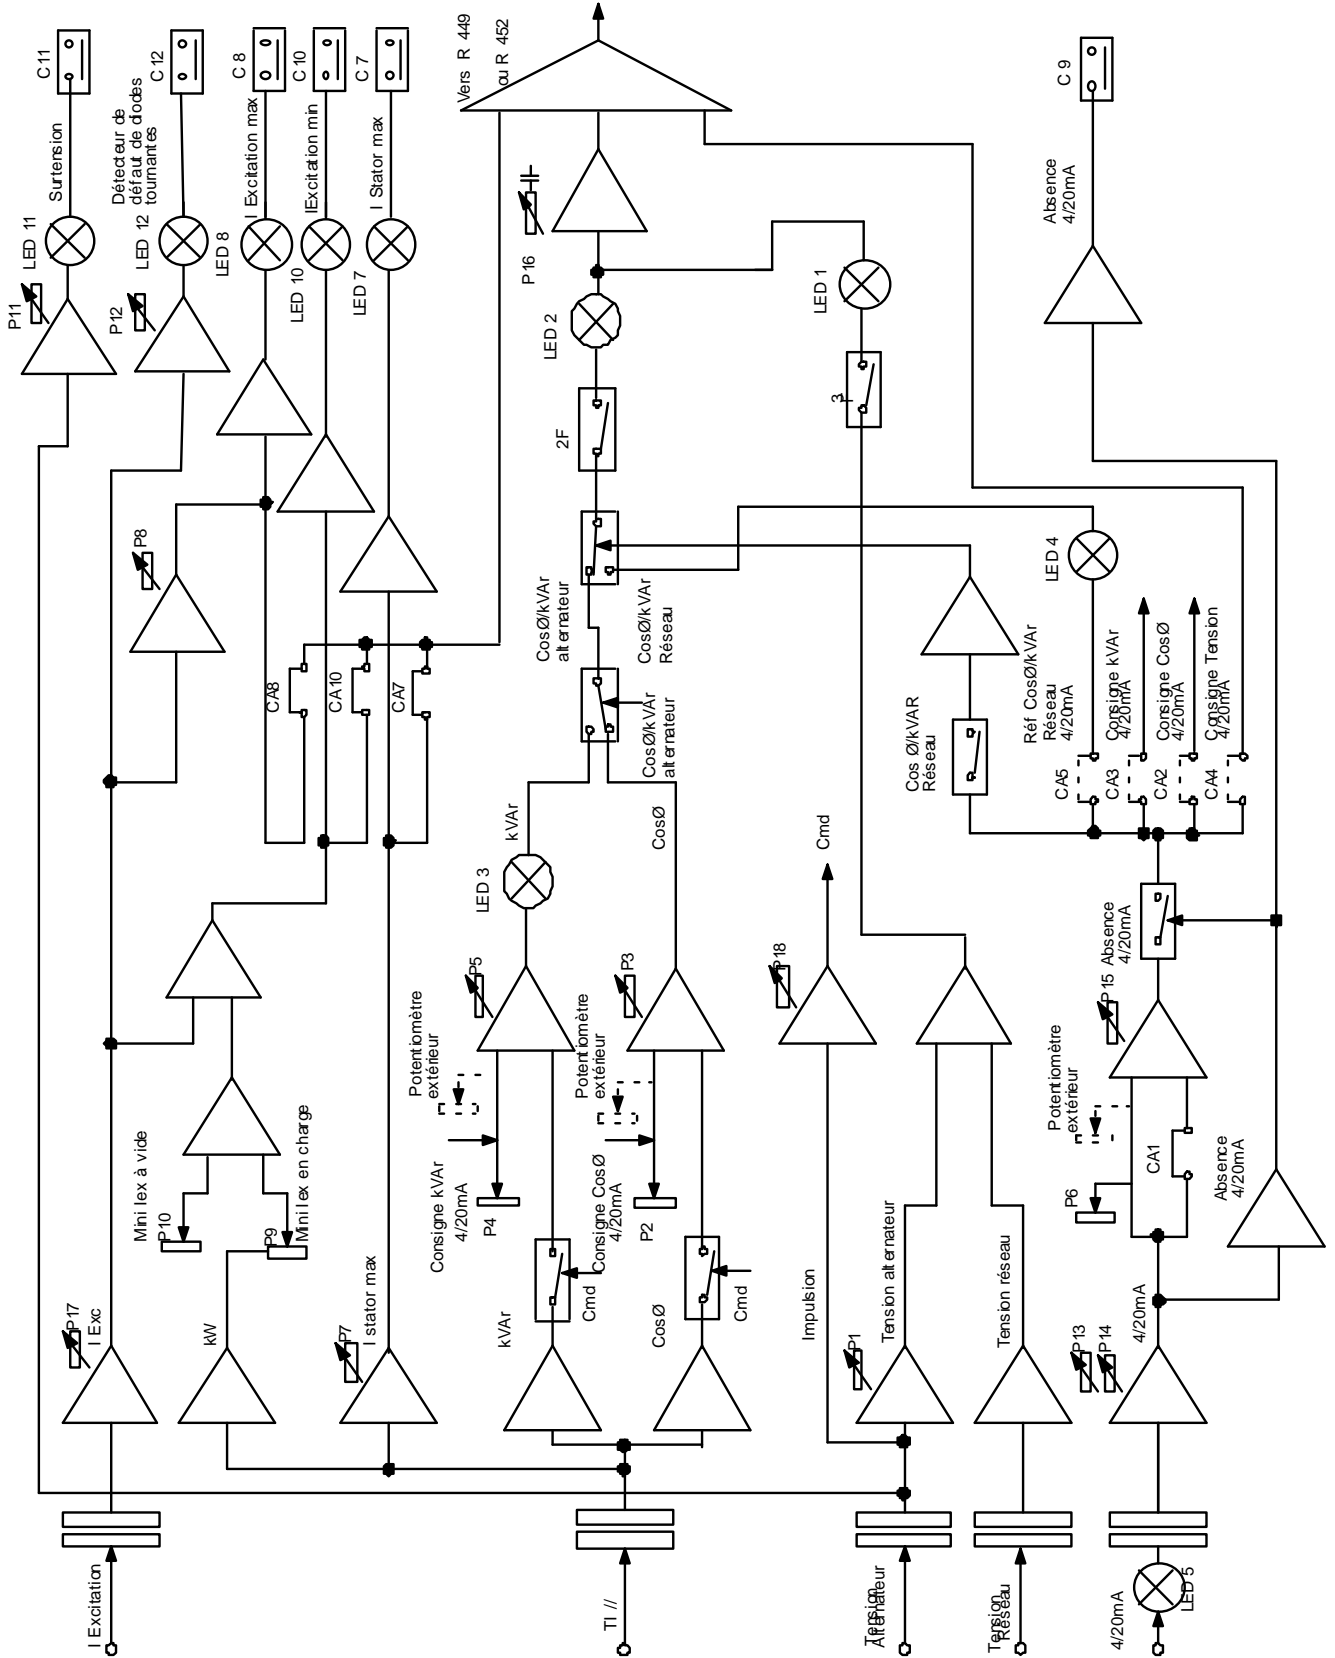 C 11
Surtension
LED 11
P11
C 12
Détecteur de
défaut de diodes
tournantes
LED 12
P12
C 8
I Excitation max
LED 8
C 10
IExcitation min
LED 10
C 7
I Stator max
LED 7
P8
CA8
CA10
CA7
Vers R 449
ou R 452
P16
LED 2
LED 1
2F
3F
CosØ/kVAr
alternateur
CosØ/kVAr
Réseau
CosØ/kVAr
alternateur
C 9
Absence
4/20mA
LED 4
Réf CosØ/kVAr
Réseau
4/20mA
Consigne kVAr
4/20mA
Consigne CosØ
4/20mA
Consigne Tension
4/20mA
CA5
CA3
CA2
CA4
Cos Ø/kVAR
Réseau
kVAr
LED 3
CosØ
Cmd
P5
P3
P18
Potentiomètre
extérieur
Potentiomètre
extérieur
Consigne kVAr
4/20mA
P4
Consigne CosØ
4/20mA
P2
Cmd
Cmd
kVAr
CosØ
Mini Iex à vide
P10
P9
Mini Iex en charge
P17
I Exc
kW
P7
I stator max
Impulsion
P1
Tension alternateur
Tension réseau
P15
Absence
4/20mA
Potentiomètre
extérieur
P6
CA1
Absence
4/20mA
P13
P14
4/20mA
I Excitation
TI //
Tension
Alternateur
Tension
Réseau
4/20mA
LED 5